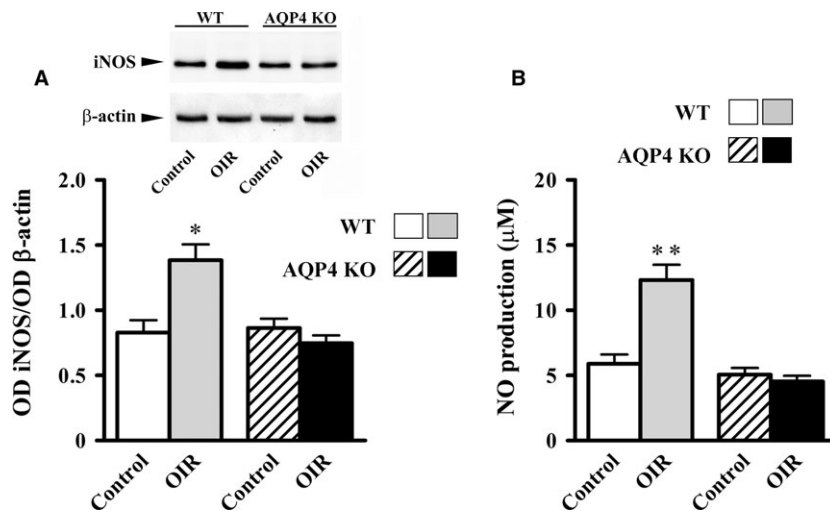 WT AQP4 KO
iNOS
A
β-actin
Control OIR Control OIR
WT
AQP4 KO
OD iNOS/OD β-actin
2.0
1.5
1.0
0.5
0
*
Control OIR Control OIR
B
WT
AQP4 KO
NO production (μM)
20
15
10
5
0
**
Control OIR Control OIR